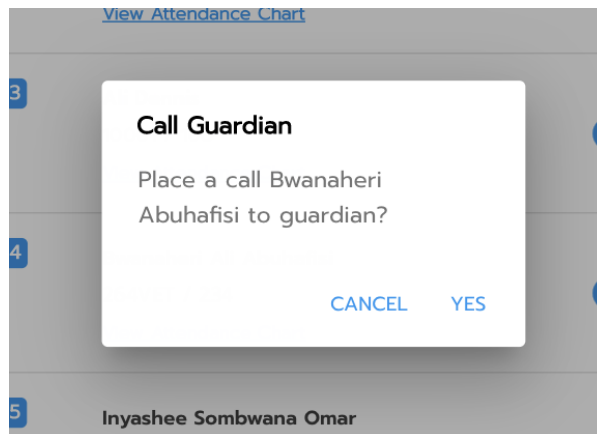 View Attendance Chart
3
Call Guardian
Place a call Bwanaheri
Abuhafisi to guardian?
4
CANCEL YES
5
Inyashee Sombwana Omar